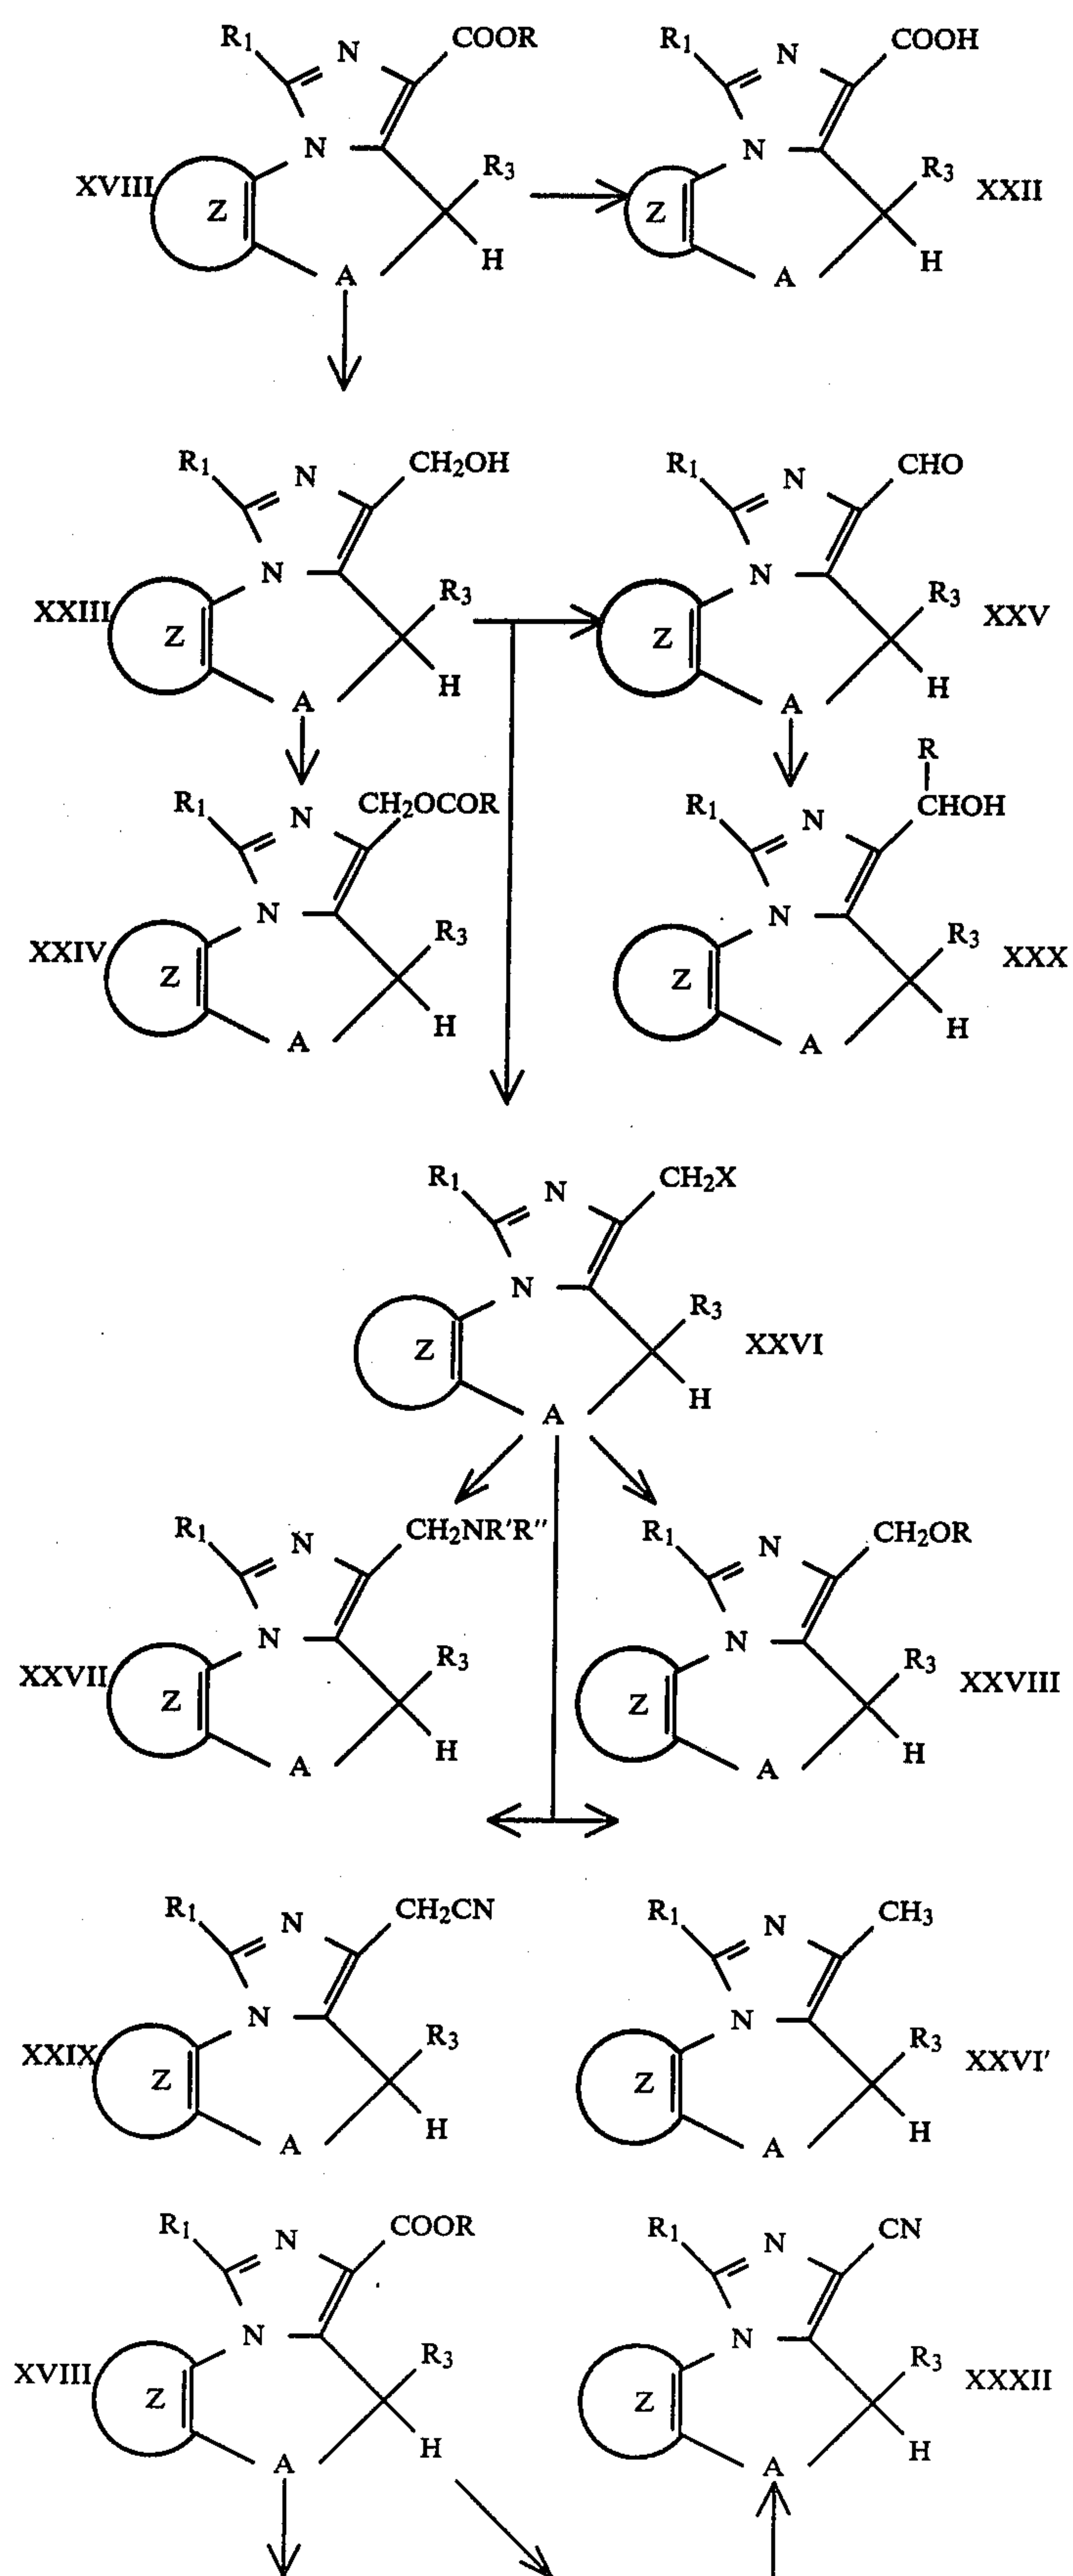 R₁ N COOR R₁ N COOH
N R₃ N R₃
XVIII Z Z XXII
H H
A A
R₁ N CH₂OH R₁ N CHO
N R₃ N R₃
XXIII Z Z XXV
H H
A A
R
R₁ N CH₂OCOR R₁ N CHOH
N R₃ N R₃
XXIV Z Z XXX
H H
A A
R₁ N CH₂X
N R₃
Z XXVI
H
A
R₁ N CH₂NR′R″ R₁ N CH₂OR
N R₃ N R₃
XXVII Z Z XXVIII
H H
A A
R₁ N CH₂CN R₁ N CH₃
N R₃ N R₃
XXIX Z Z XXVI′
H H
A A
R₁ N COOR R₁ N CN
N R₃ N R₃
XVIII Z Z XXXII
H H
A A